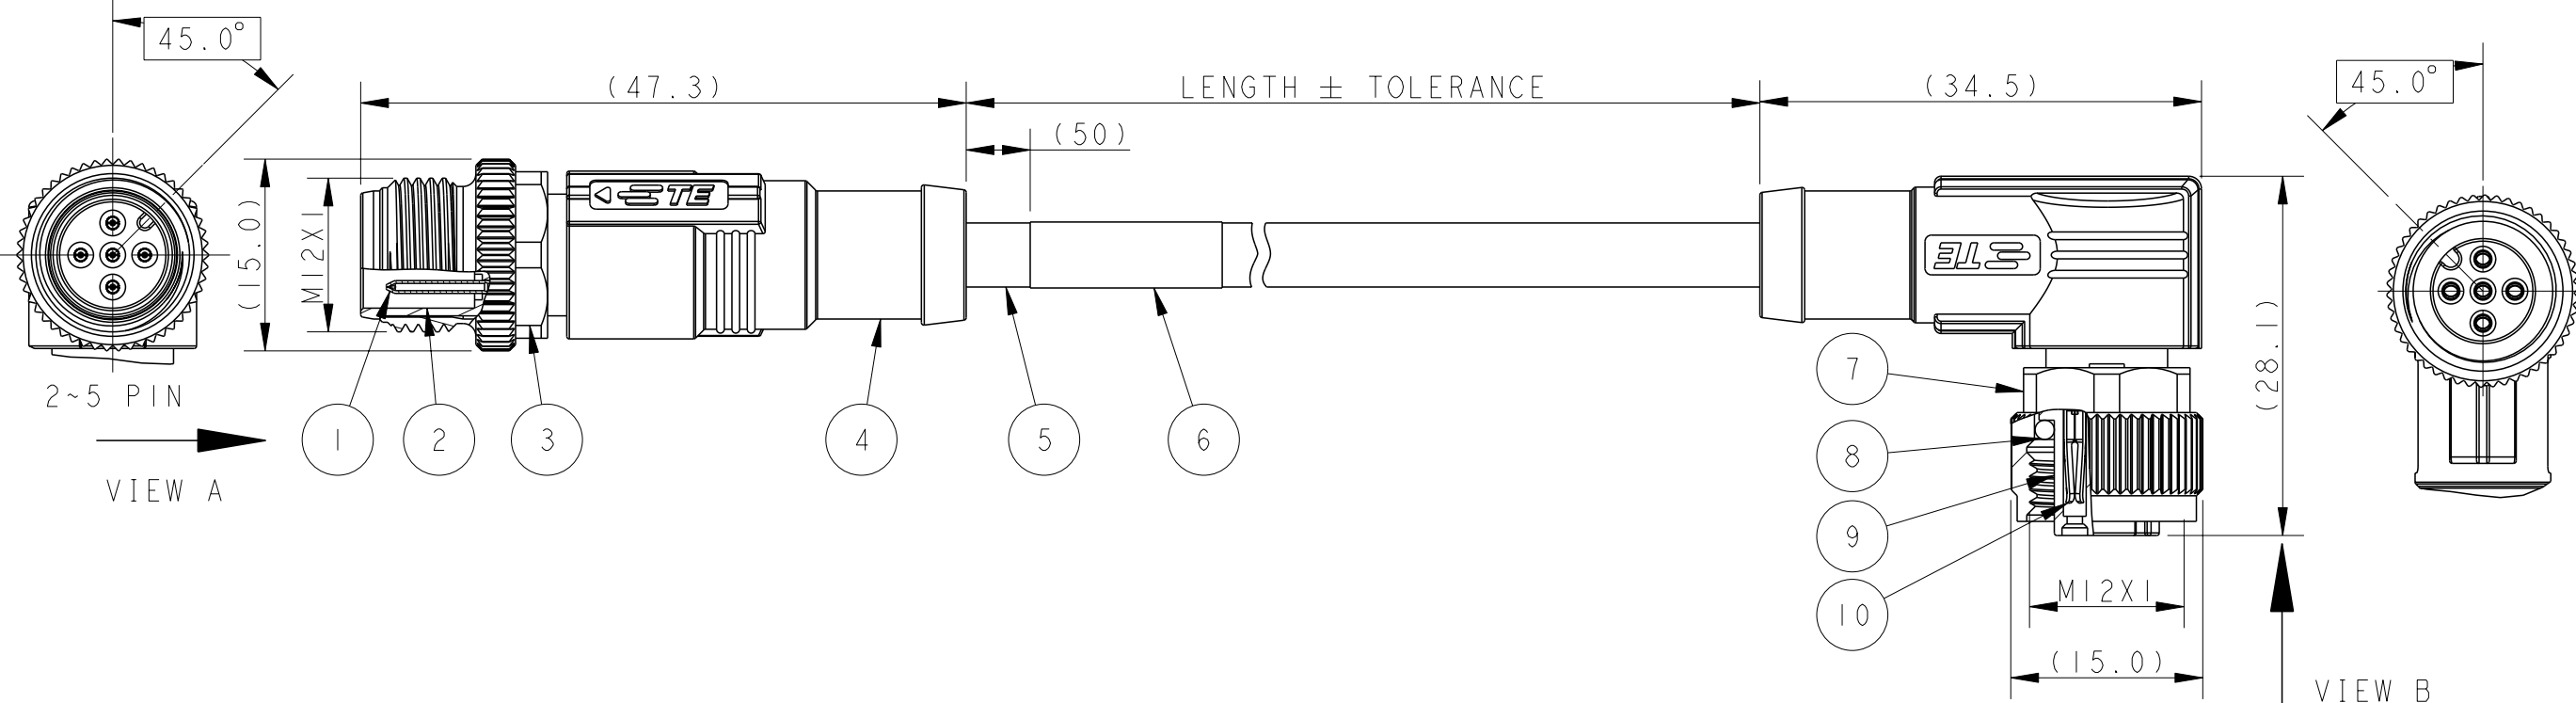 45.0°
(47.3)
LENGTH ± TOLERANCE
(34.5)
45.0°
(50)
TE
TE
(15.0)
M12X1
(28.1)
2~5 PIN
VIEW A
1
2
3
4
5
6
7
8
9
10
M12X1
(15.0)
VIEW B